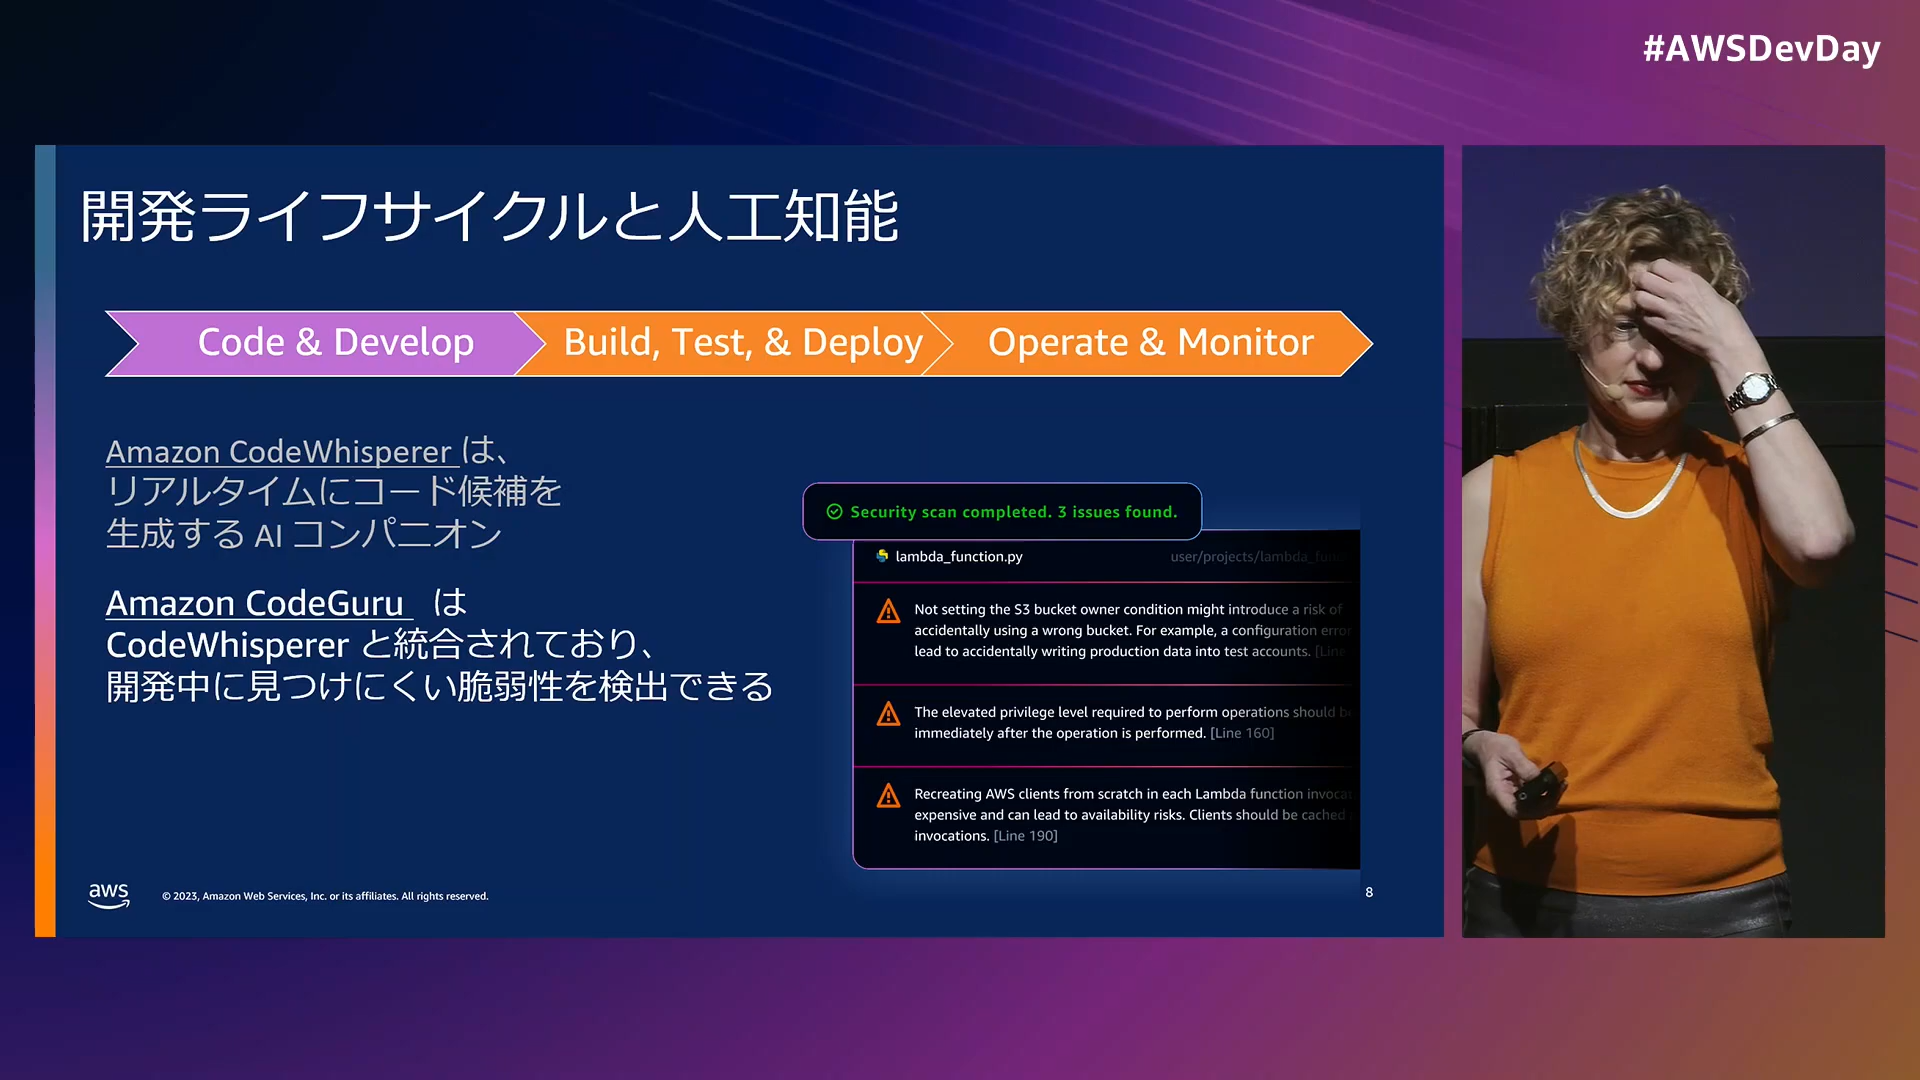 #AWSDevDay
開発ライフサイクルと人工知能
Code & Develop
Build, Test, & Deploy
Operate & Monitor
Amazon CodeWhisperer は、
リアルタイムにコード候補を
生成する AI コンパニオン
Amazon CodeGuru は
CodeWhisperer と統合されており、
開発中に見つけにくい脆弱性を検出できる
Security scan completed. 3 issues found.
lambda_function.py
user/projects/lambda_func
Not setting the S3 bucket owner condition might introduce a risk of
accidentally using a wrong bucket. For example, a configuration error
lead to accidentally writing production data into test accounts. [Line
The elevated privilege level required to perform operations should be
immediately after the operation is performed. [Line 160]
Recreating AWS clients from scratch in each Lambda function invocat
expensive and can lead to availability risks. Clients should be cached
invocations. [Line 190]
aws
© 2023, Amazon Web Services, Inc. or its affiliates. All rights reserved.
8